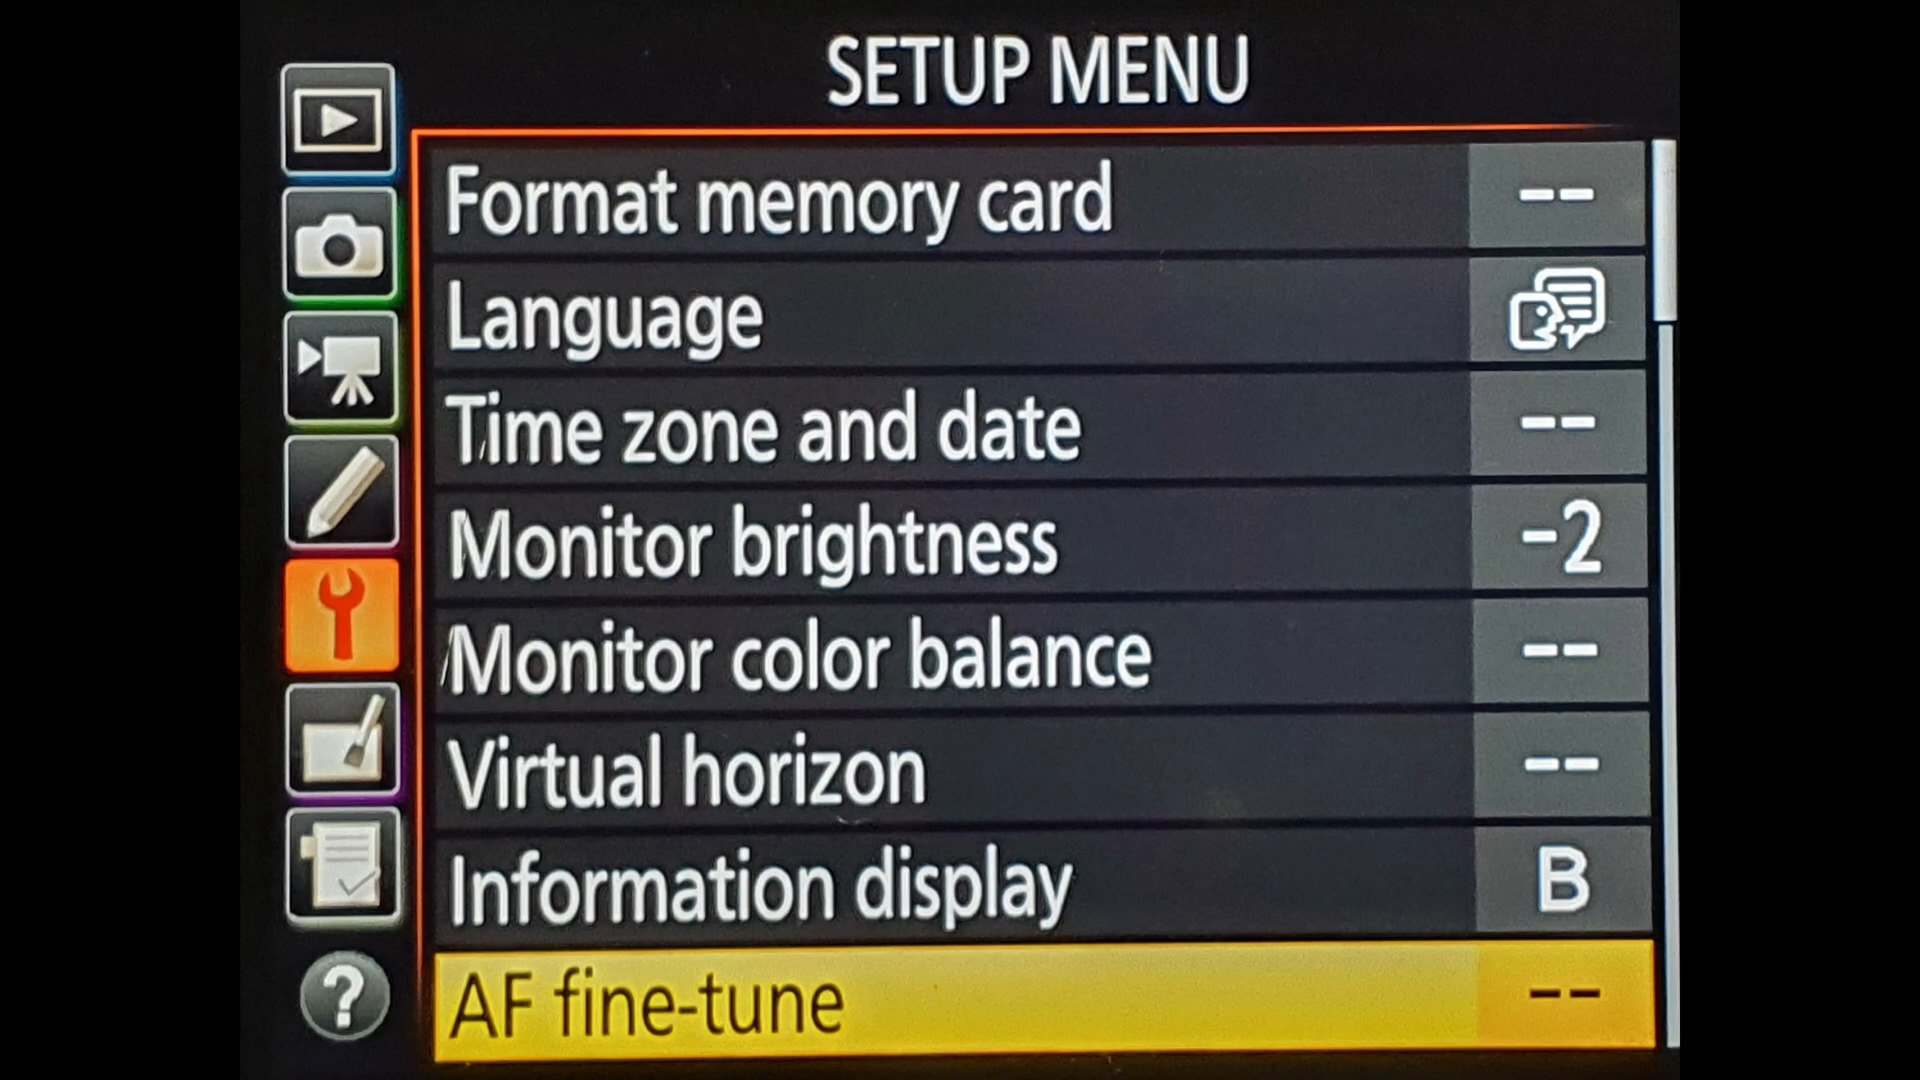 SETUP MENU
Format memory card --
Language
Time zone and date --
Monitor brightness -2
Monitor color balance --
Virtual horizon --
Information display B
AF fine-tune --
?